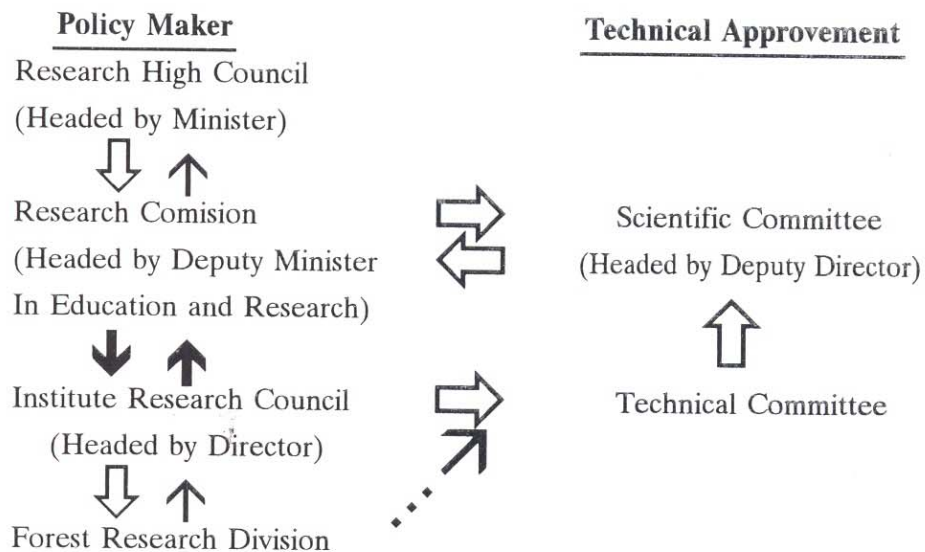 Policy Maker
Research High Council
(Headed by Minister)
Research Comision
(Headed by Deputy Minister
In Education and Research)
Institute Research Council
(Headed by Director)
Forest Research Division
Technical Approvement
Scientific Committee
(Headed by Deputy Director)
Technical Committee